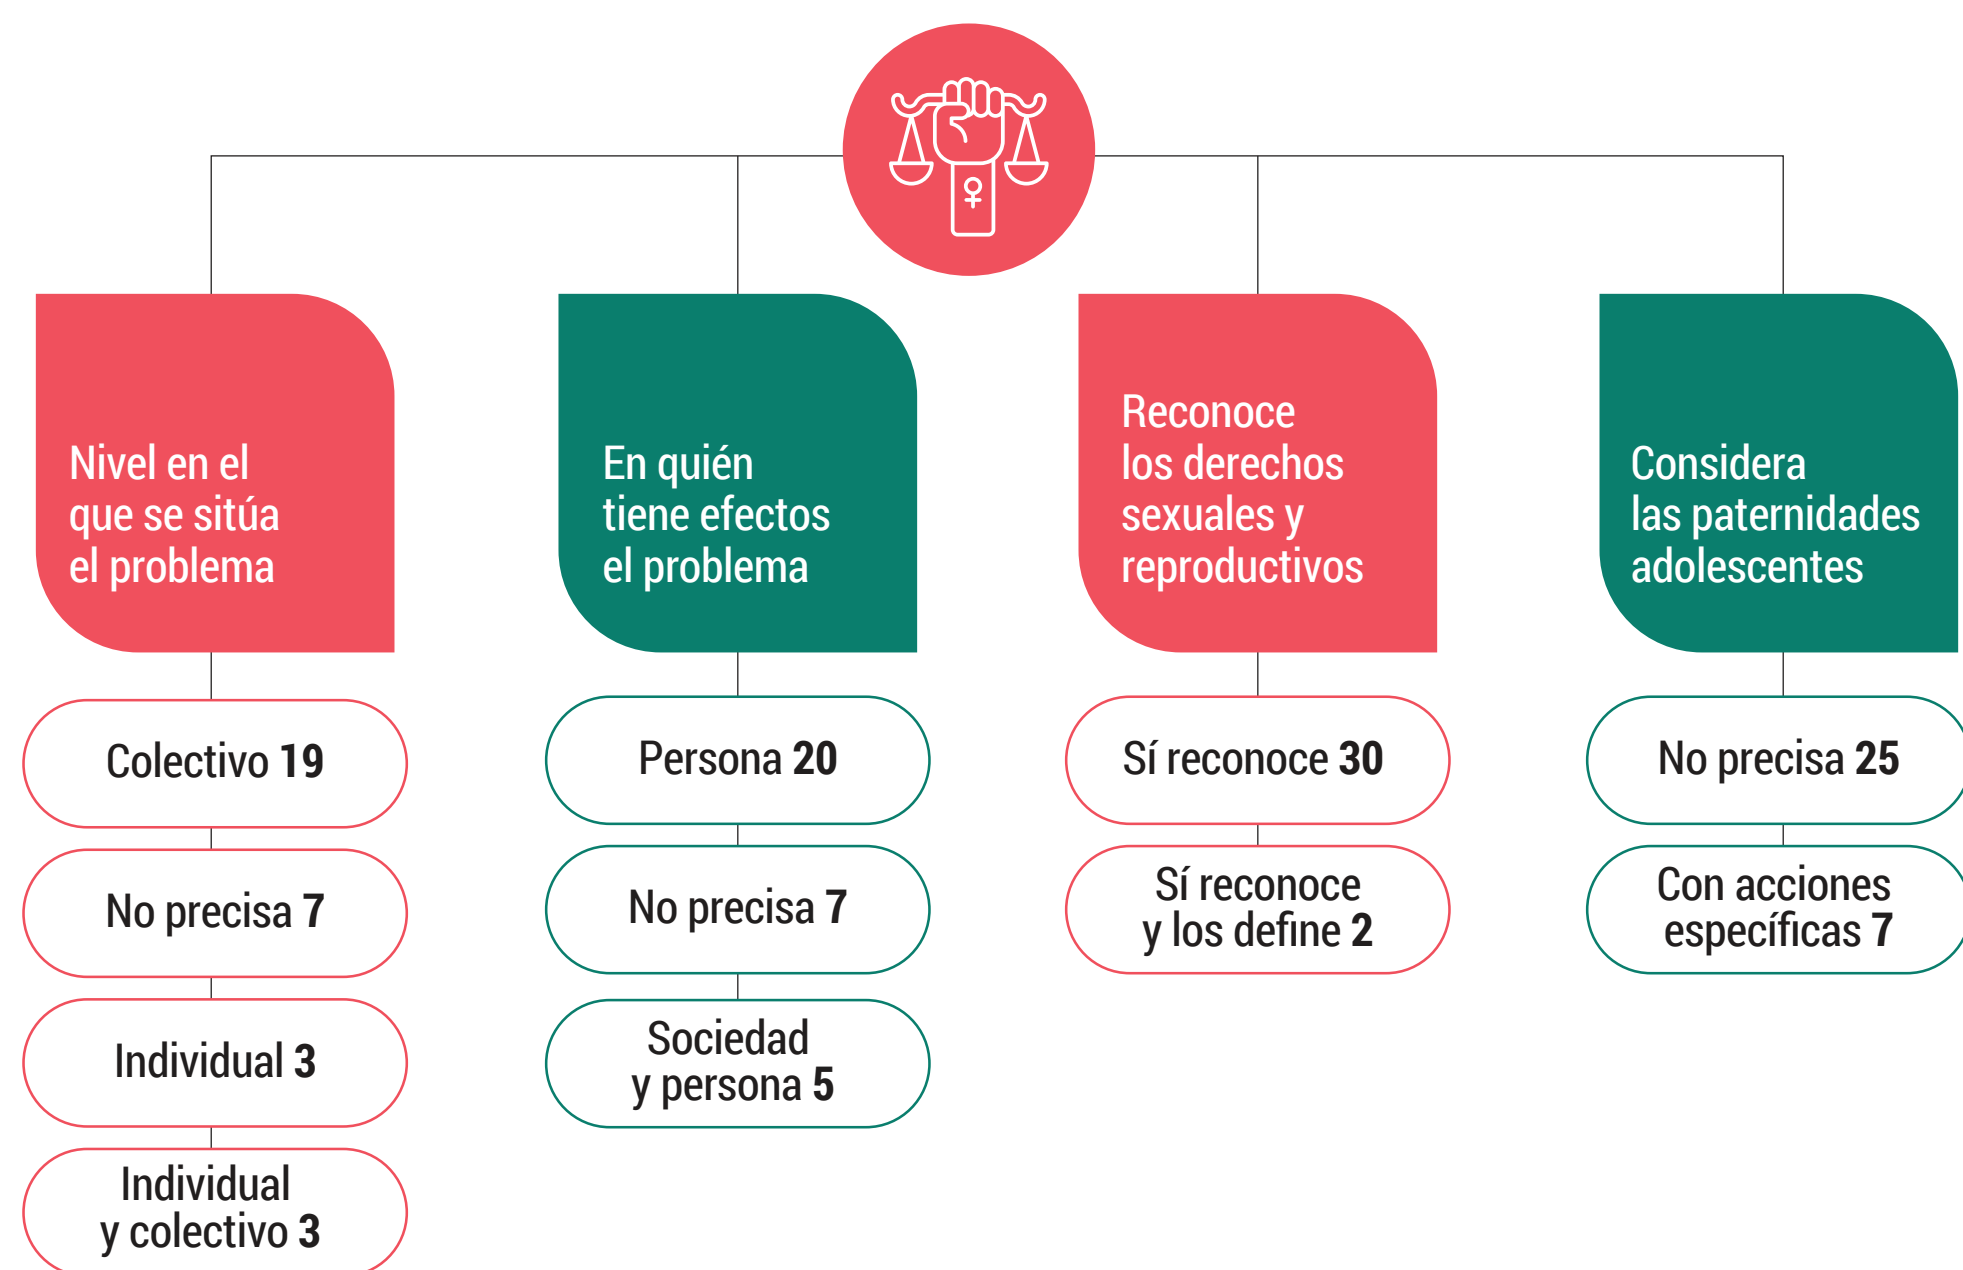 Nivel en el
que se sitúa
el problema
Colectivo 19
No precisa 7
Individual 3
Individual
y colectivo 3
En quién
tiene efectos
el problema
Persona 20
No precisa 7
Sociedad
y persona 5
Reconoce
los derechos
sexuales y
reproductivos
Sí reconoce 30
Sí reconoce
y los define 2
Considera
las paternidades
adolescentes
No precisa 25
Con acciones
específicas 7